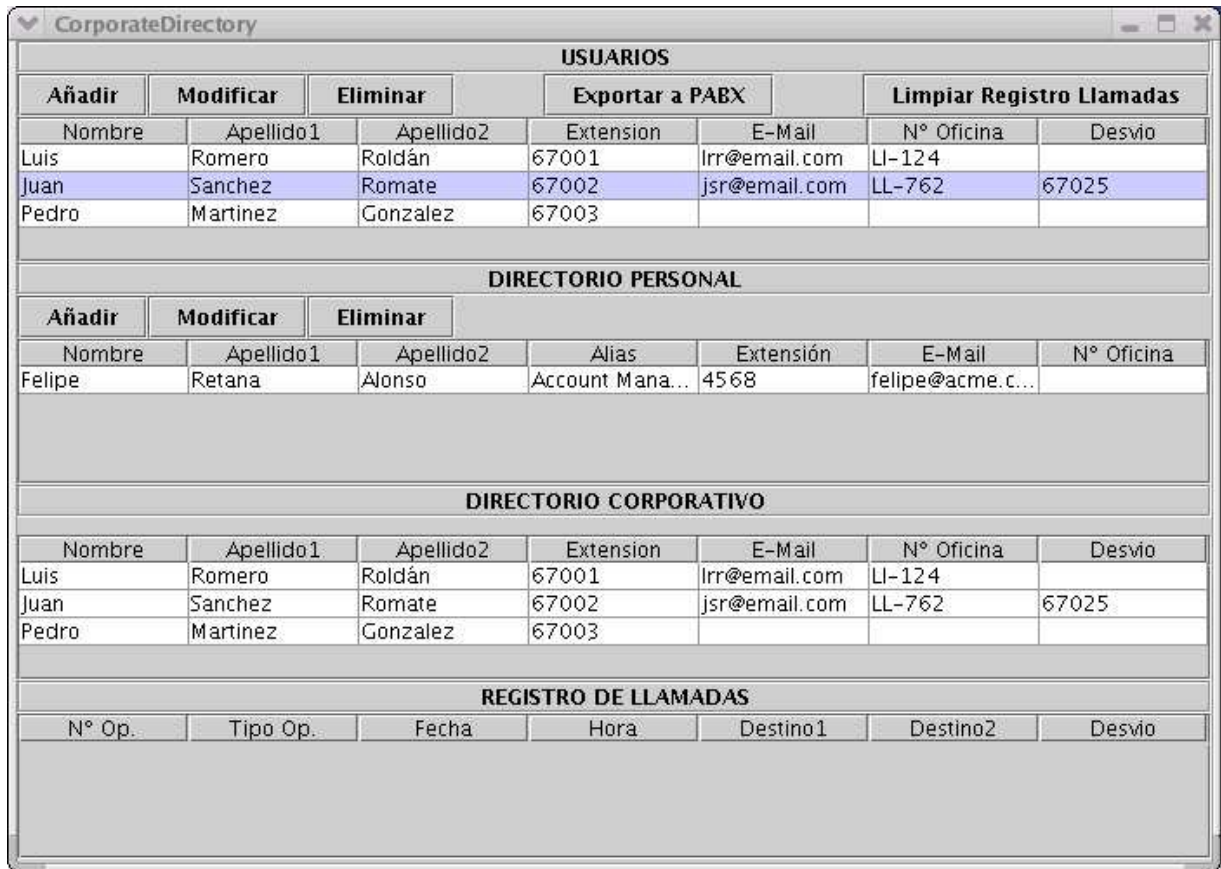 CorporateDirectory
USUARIOS
Añadir Modificar Eliminar Exportar a PABX Limpiar Registro Llamadas
Nombre Apellido1 Apellido2 Extension E-Mail N° Oficina Desvio
Luis Romero Roldán 67001 lrr@email.com LI-124
Juan Sanchez Romate 67002 jsr@email.com LL-762 67025
Pedro Martinez Gonzalez 67003
DIRECTORIO PERSONAL
Añadir Modificar Eliminar
Nombre Apellido1 Apellido2 Alias Extensión E-Mail N° Oficina
Felipe Retana Alonso Account Mana... 4568 felipe@acme.c...
DIRECTORIO CORPORATIVO
Nombre Apellido1 Apellido2 Extension E-Mail N° Oficina Desvio
Luis Romero Roldán 67001 lrr@email.com LI-124
Juan Sanchez Romate 67002 jsr@email.com LL-762 67025
Pedro Martinez Gonzalez 67003
REGISTRO DE LLAMADAS
N° Op. Tipo Op. Fecha Hora Destino1 Destino2 Desvio